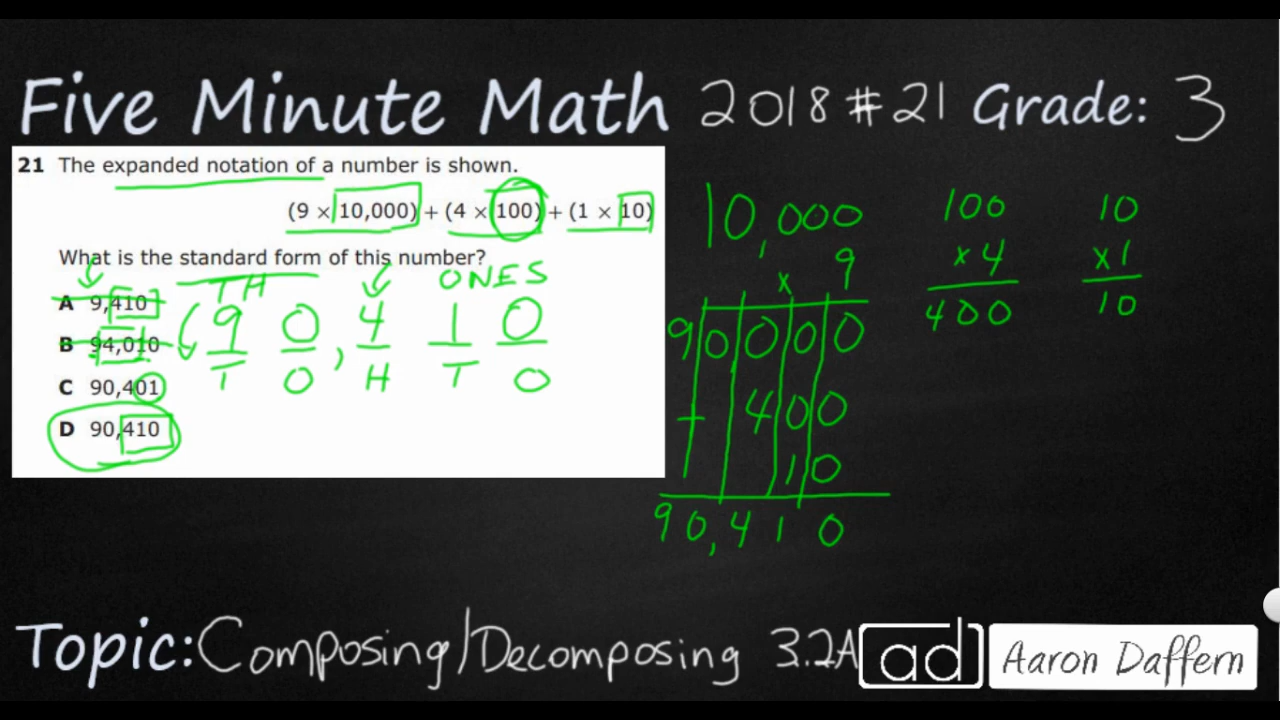 Five Minute Math 2018 #21 Grade: 3
21 The expanded notation of a number is shown.
(9 × 10,000) + (4 × 100) + (1 × 10)
What is the standard form of this number?
TH ONES
A 9,410
B 94,010
C 90,401
D 90,410
9 0, 4 1 0
T O H T O
10,000
x 9
90000
+ 400
10
90,410
100
x 4
400
10
x 1
10
Topic: Composing/Decomposing 3.2A ad Aaron Daffern